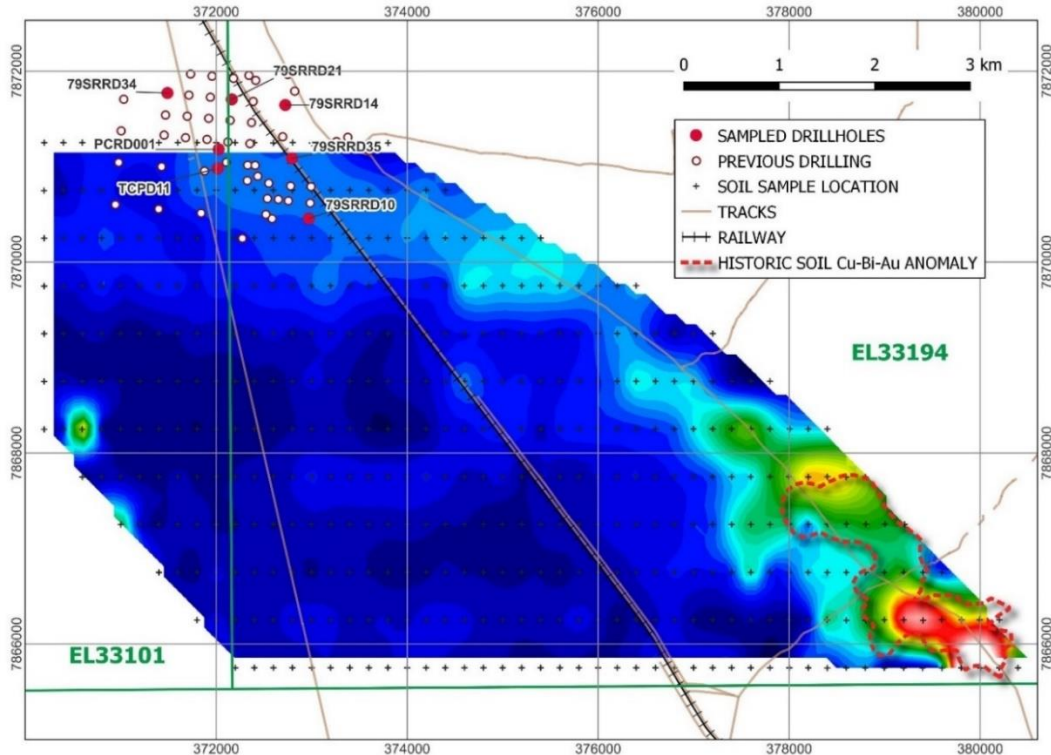 372000 374000 376000 378000 380000
7872000 7872000
0 1 2 3 km
79SRRD34
79SRRD21
79SRRD14
PCRD001
79SRRD35
TCPD11
79SRRD10
SAMPLED DRILLHOLES
PREVIOUS DRILLING
SOIL SAMPLE LOCATION
TRACKS
RAILWAY
HISTORIC SOIL Cu-Bi-Au ANOMALY
7870000 7870000
EL33194
7868000 7868000
7866000 7866000
EL33101
372000 374000 376000 378000 380000